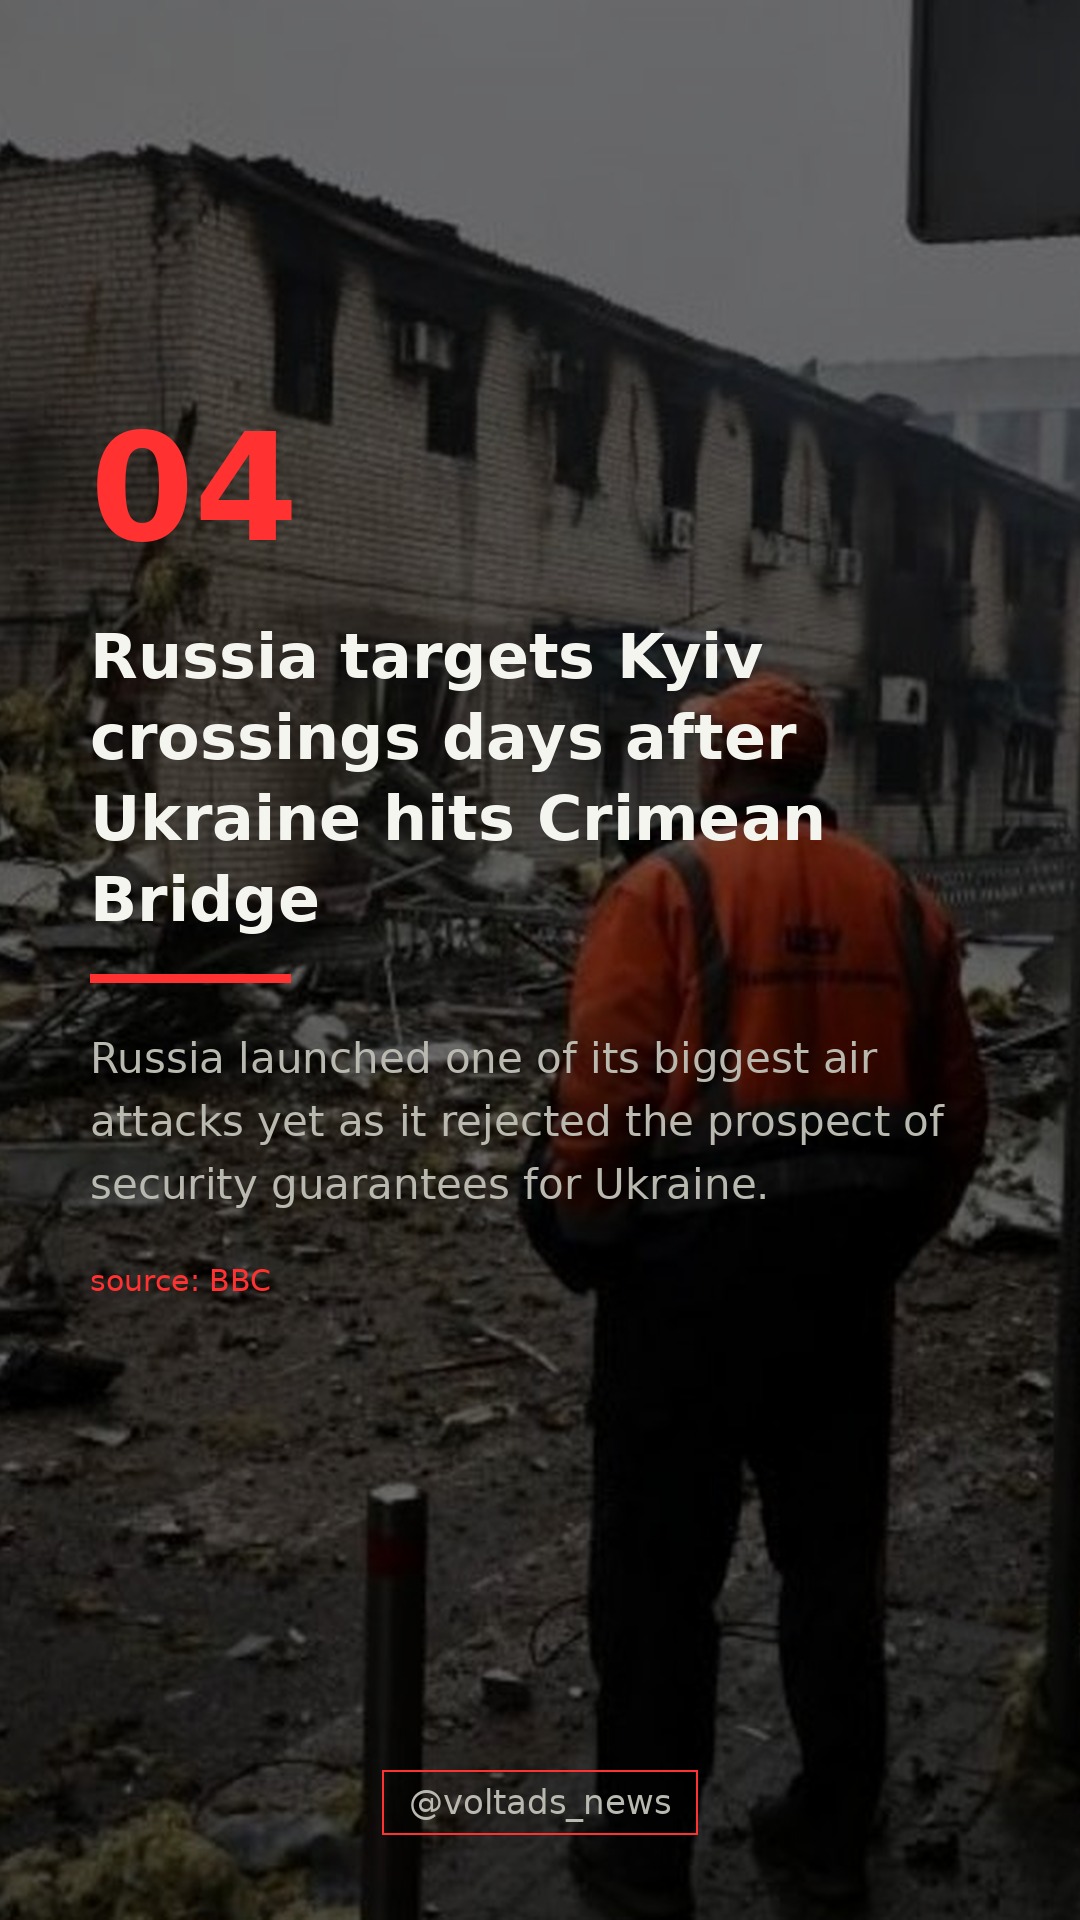 04
Russia targets Kyiv
crossings days after
Ukraine hits Crimean
Bridge
Russia launched one of its biggest air
attacks yet as it rejected the prospect of
security guarantees for Ukraine.
source: BBC
@voltads_news